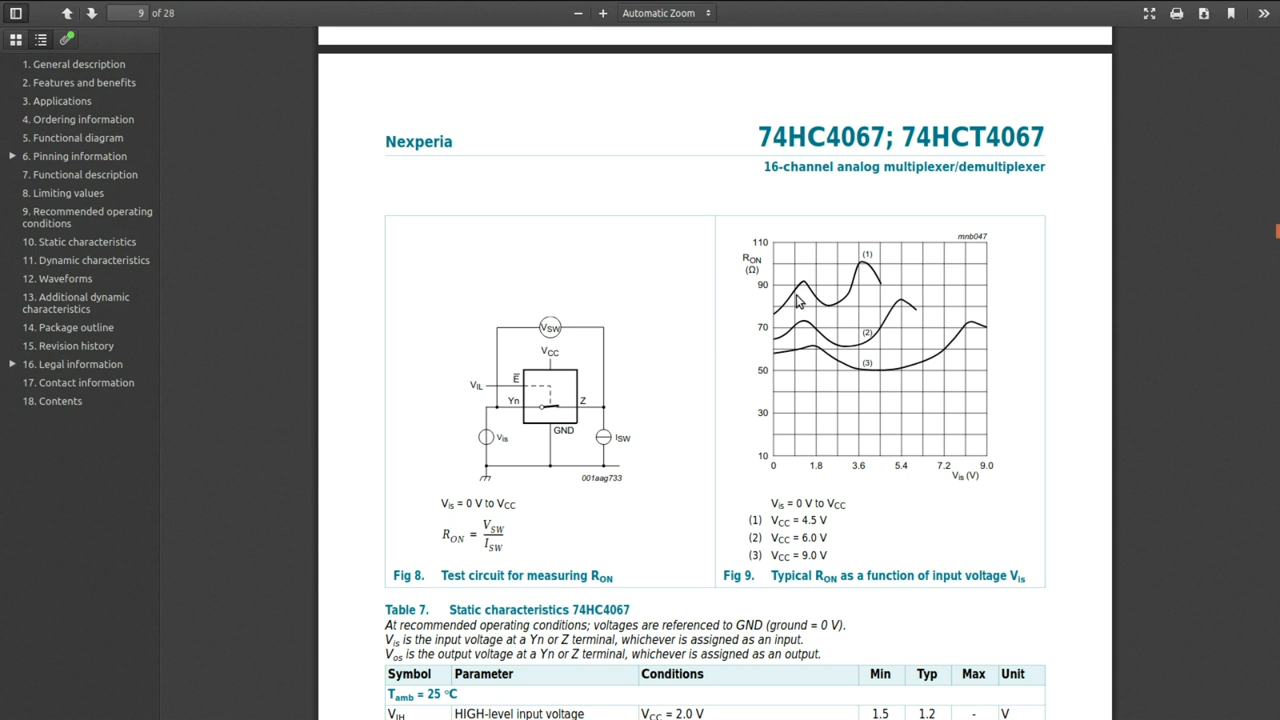 9 of 28
Automatic Zoom
1. General description
2. Features and benefits
3. Applications
4. Ordering information
5. Functional diagram
6. Pinning information
7. Functional description
8. Limiting values
9. Recommended operating
conditions
10. Static characteristics
11. Dynamic characteristics
12. Waveforms
13. Additional dynamic
characteristics
14. Package outline
15. Revision history
16. Legal information
17. Contact information
18. Contents
Nexperia
74HC4067; 74HCT4067
16-channel analog multiplexer/demultiplexer
VSW
VCC
VIL
E
Yn
Z
GND
Vis
ISW
001aag733
Vis = 0 V to VCC
RON = VSW
ISW
Fig 8. Test circuit for measuring RON
mnb047
110
RON
(Ω)
90
70
50
30
10
(1)
(2)
(3)
0 1.8 3.6 5.4 7.2 9.0
Vis (V)
Vis = 0 V to VCC
(1) VCC = 4.5 V
(2) VCC = 6.0 V
(3) VCC = 9.0 V
Fig 9. Typical RON as a function of input voltage Vis
Table 7. Static characteristics 74HC4067
At recommended operating conditions; voltages are referenced to GND (ground = 0 V).
Vis is the input voltage at a Yn or Z terminal, whichever is assigned as an input.
Vos is the output voltage at a Yn or Z terminal, whichever is assigned as an output.
Symbol Parameter Conditions Min Typ Max Unit
Tamb = 25 °C
VIH HIGH-level input voltage VCC = 2.0 V 1.5 1.2 - V